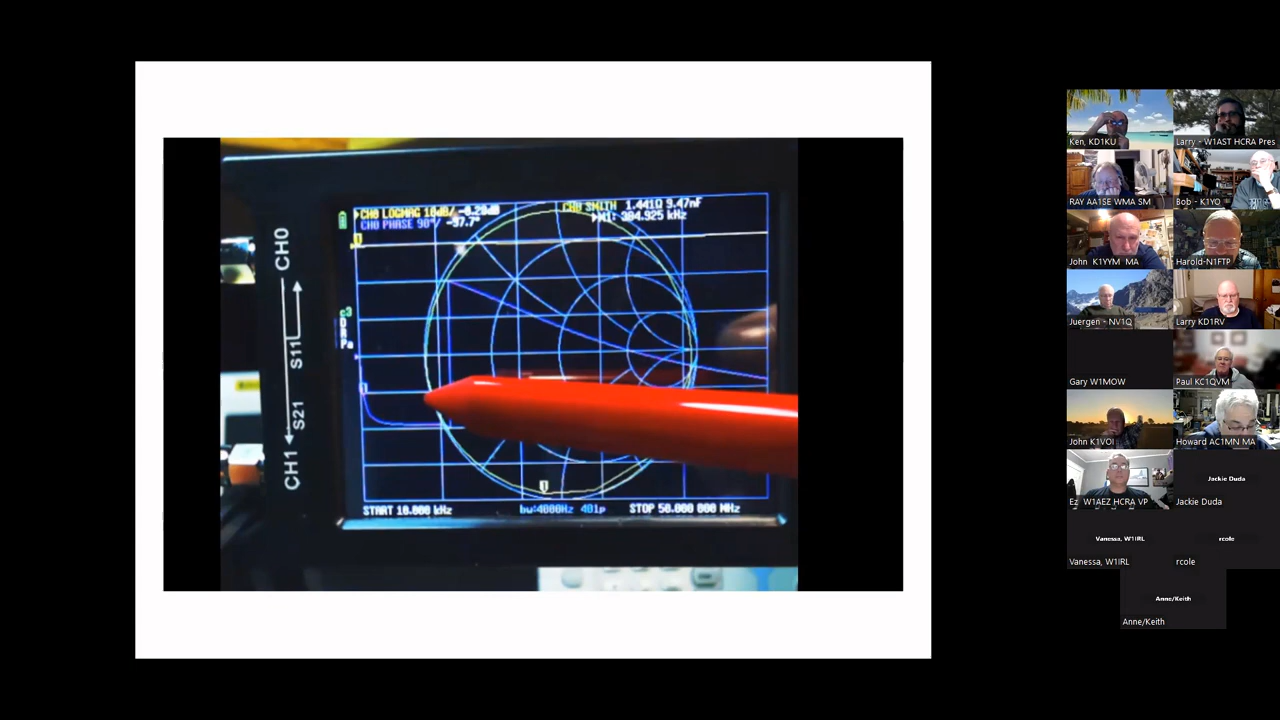 CH0 LOGMAG 10dB/ -0.20dB
CH0 PHASE 90°/ -97.7°
CH0 SMITH 1.441Ω 9.47nF
M1: 384.925 kHz
CH0
S11
S21
CH1
START 10.000 kHz
bw:4000Hz 401p
STOP 50.000 000 MHz
Ken, KD1KU
Larry - W1AST HCRA Pres
RAY AA1SE WMA SM
Bob - K1YO
John K1YYM MA
Harold-N1FTP
Juergen - NV1Q
Larry KD1RV
Gary W1MOW
Paul KC1QVM
John K1VOI
Howard AC1MN MA
Ez W1AEZ HCRA VP
Jackie Duda
Jackie Duda
Vanessa, W1IRL
rcole
Vanessa, W1IRL
rcole
Anne/Keith
Anne/Keith